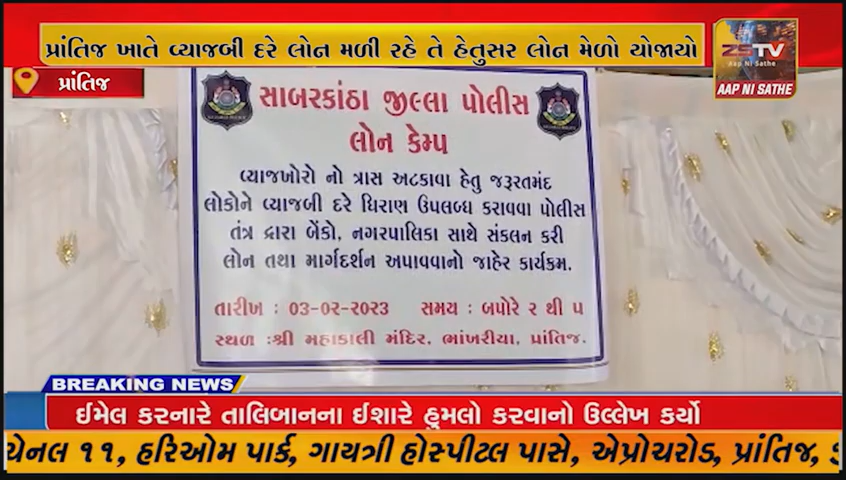 પ્રાંતિજ ખાતે વ્યાજબી દરે લોન મળી રહે તે હેતુસર લોન મેળો યોજાયો
ZSTV
Aap Ni Sathe
AAP NI SATHE
પ્રાંતિજ
સાબરકાંઠા જીલ્લા પોલીસ
લોન કેમ્પ
વ્યાજખોરો નો ત્રાસ અટકાવા હેતુ જરૂરતમંદ
લોકોને વ્યાજબી દરે ધિરાણ ઉપલબ્ધ કરાવવા પોલીસ
તંત્ર દ્રારા બેંકો, નગરપાલિકા સાથે સંકલન કરી
લોન તથા માર્ગદર્શન અપાવવાનો જાહેર કાર્યક્રમ.
તારીખ : ૦૩-૦૨-૨૦૨૩ સમય : બપોરે ૨ થી ૫
સ્થળ :શ્રી મહાકાલી મંદિર, ભાંખરીયા, પ્રાંતિજ.
BREAKING NEWS
ઈમેલ કરનારે તાલિબાનના ઈશારે હુમલો કરવાનો ઉલ્લેખ કર્યો
ચેનલ ૧૧, હરિઓમ પાર્ક, ગાયત્રી હોસ્પીટલ પાસે, એપ્રોચરોડ, પ્રાંતિજ,